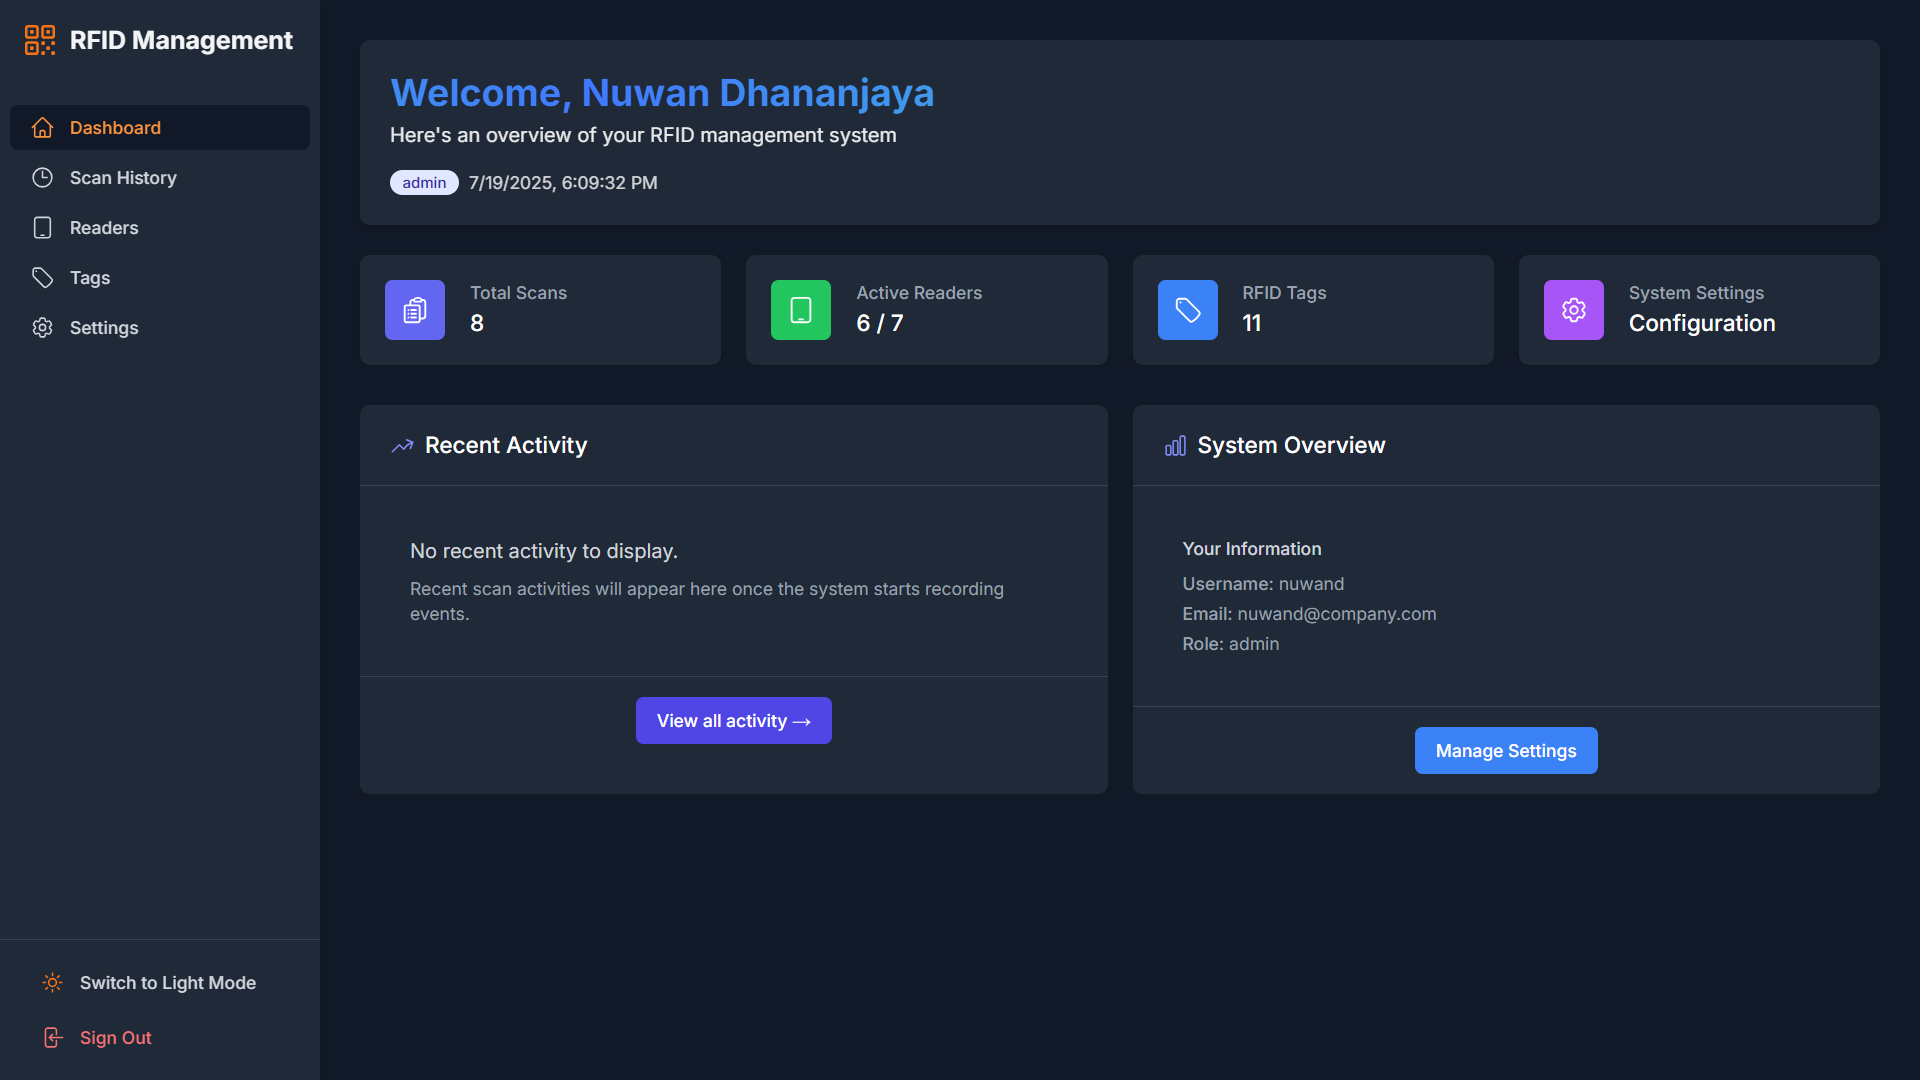 RFID Management
Dashboard
Scan History
Readers
Tags
Settings
Switch to Light Mode
Sign Out
Welcome, Nuwan Dhananjaya
Here's an overview of your RFID management system
admin 7/19/2025, 6:09:32 PM
Total Scans
8
Active Readers
6 / 7
RFID Tags
11
System Settings
Configuration
Recent Activity
No recent activity to display.
Recent scan activities will appear here once the system starts recording
events.
View all activity →
System Overview
Your Information
Username: nuwand
Email: nuwand@company.com
Role: admin
Manage Settings